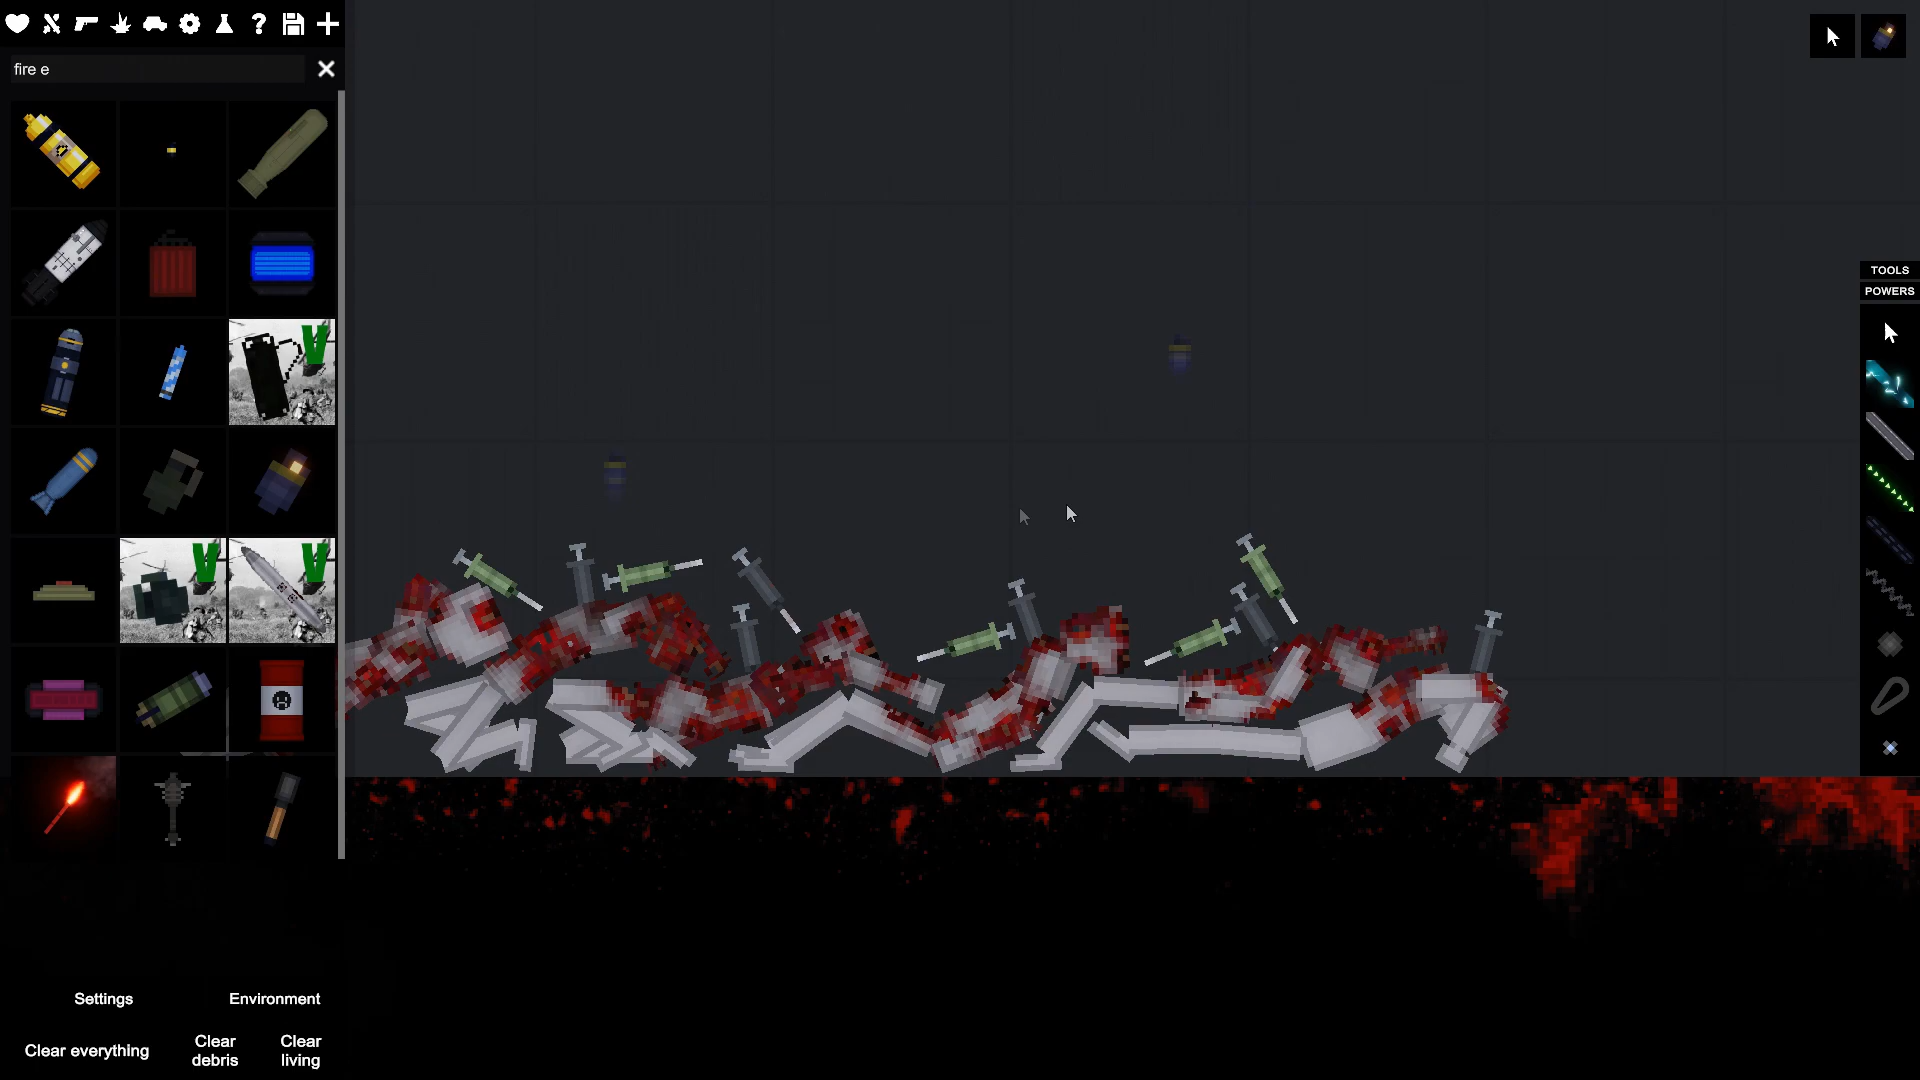 fire e
TOOLS
POWERS
V
V
V
Settings
Environment
Clear everything
Clear
debris
Clear
living